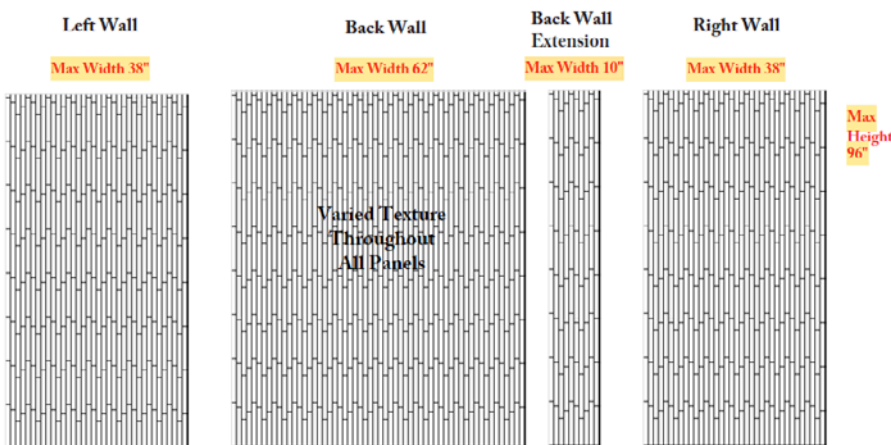 Left Wall
Max Width 38"
Back Wall
Max Width 62"
Back Wall
Extension
Max Width 10"
Right Wall
Max Width 38"
Max
Height
96"
Varied Texture
Throughout
All Panels